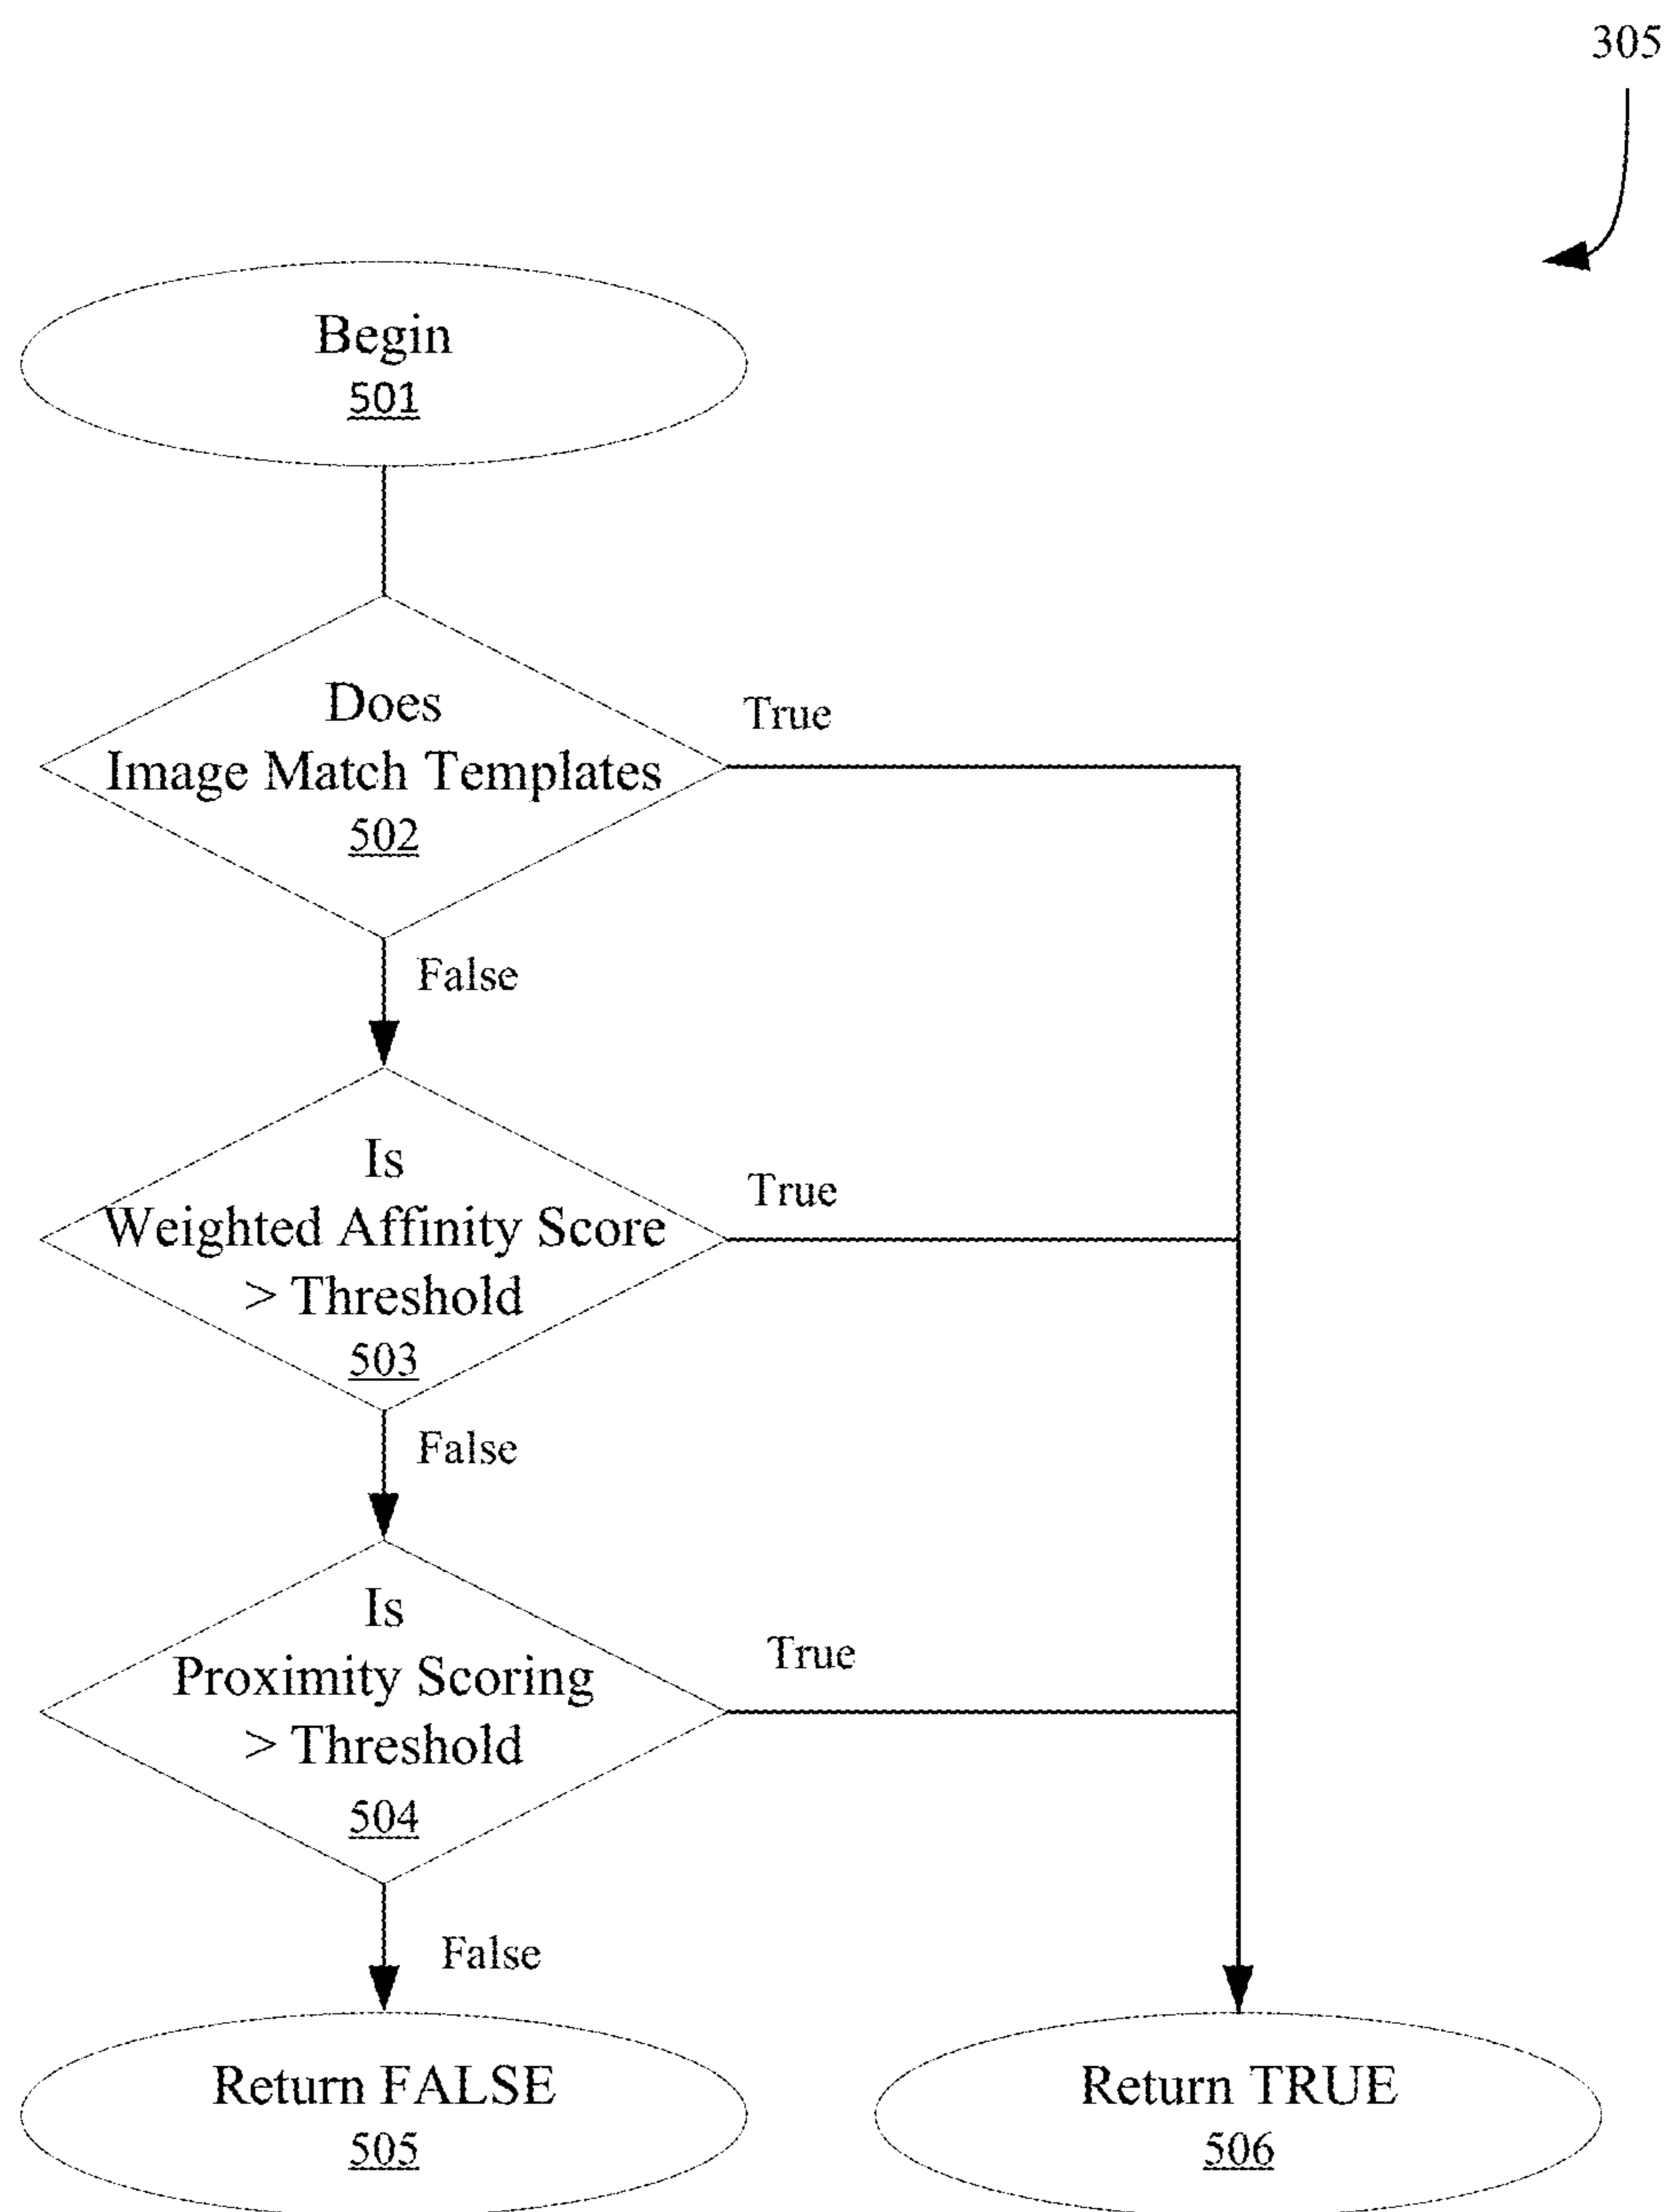 305
Begin
501
Does
Image Match Templates
502
True
False
Is
Weighted Affinity Score
> Threshold
503
True
False
Is
Proximity Scoring
> Threshold
504
True
False
Return FALSE
505
Return TRUE
506